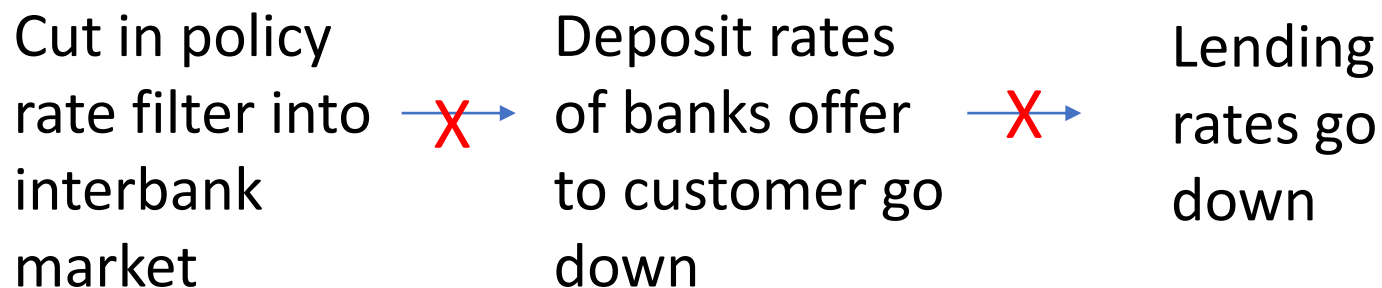 Cut in policy
rate filter into
interbank
market
X
Deposit rates
of banks offer
to customer go
down
X
Lending
rates go
down